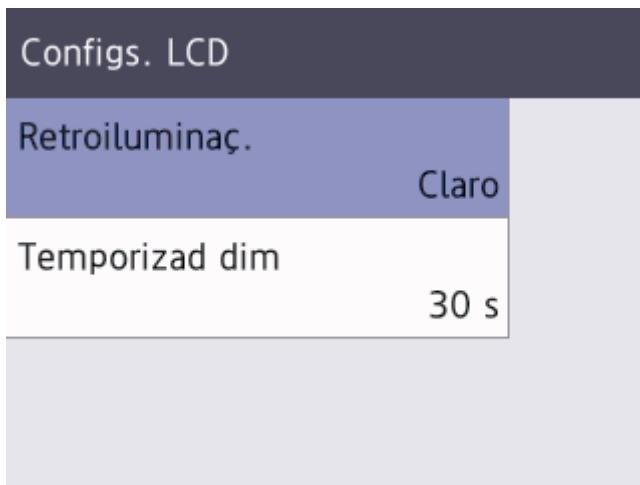 Configs. LCD
Retroiluminaç.
Claro
Temporizad dim
30 s